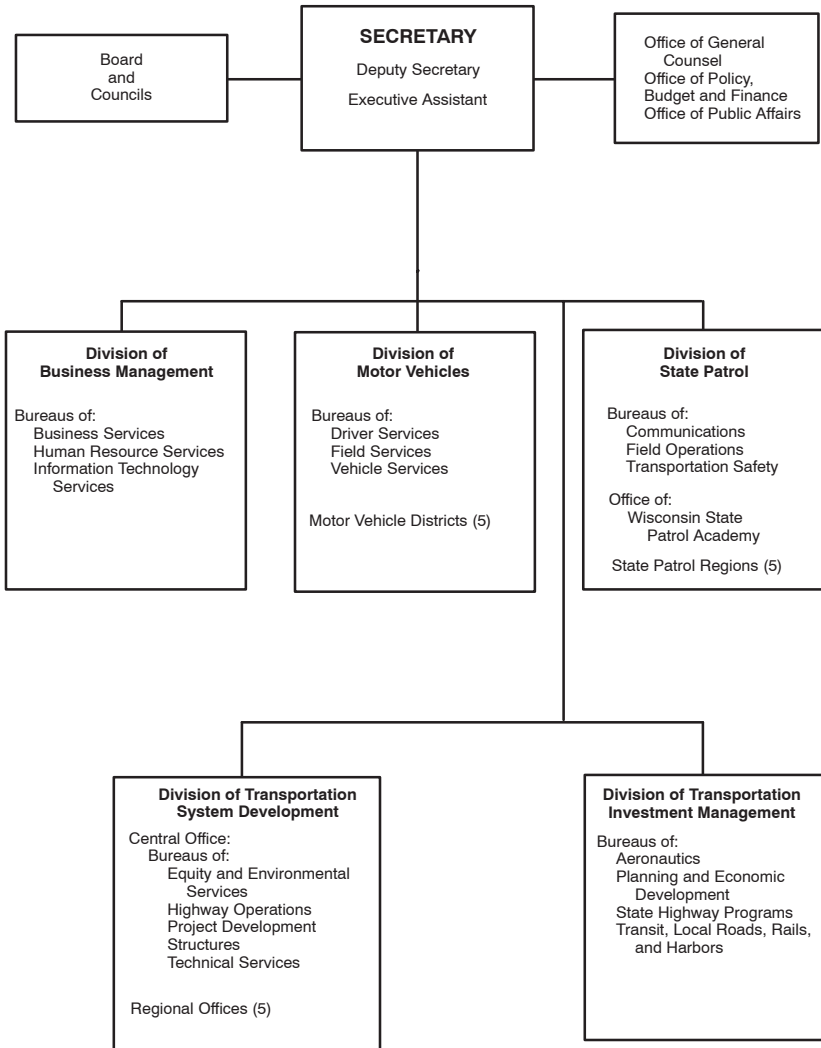 Board
and
Councils
SECRETARY
Deputy Secretary
Executive Assistant
Office of General
Counsel
Office of Policy,
Budget and Finance
Office of Public Affairs
Division of
Business Management
Bureaus of:
Business Services
Human Resource Services
Information Technology
Services
Division of
Motor Vehicles
Bureaus of:
Driver Services
Field Services
Vehicle Services
Motor Vehicle Districts (5)
Division of
State Patrol
Bureaus of:
Communications
Field Operations
Transportation Safety
Office of:
Wisconsin State
Patrol Academy
State Patrol Regions (5)
Division of Transportation
System Development
Central Office:
Bureaus of:
Equity and Environmental
Services
Highway Operations
Project Development
Structures
Technical Services
Regional Offices (5)
Division of Transportation
Investment Management
Bureaus of:
Aeronautics
Planning and Economic
Development
State Highway Programs
Transit, Local Roads, Rails,
and Harbors